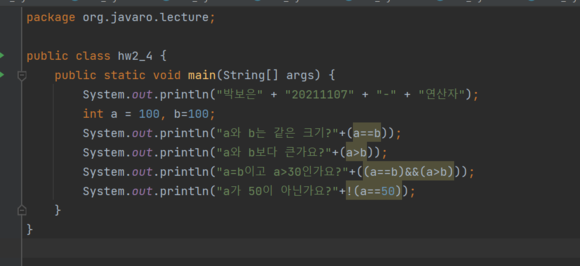 package org.javaro.lecture;
public class hw2_4 {
public static void main(String[] args) {
System.out.println("박보은" + "20211107" + "-" + "연산자");
int a = 100, b=100;
System.out.println("a와 b는 같은 크기?"+(a==b));
System.out.println("a와 b보다 큰가요?"+(a>b));
System.out.println("a=b이고 a>30인가요?"+((a==b)&&(a>b)));
System.out.println("a가 50이 아닌가요?"+!(a==50));
}
}